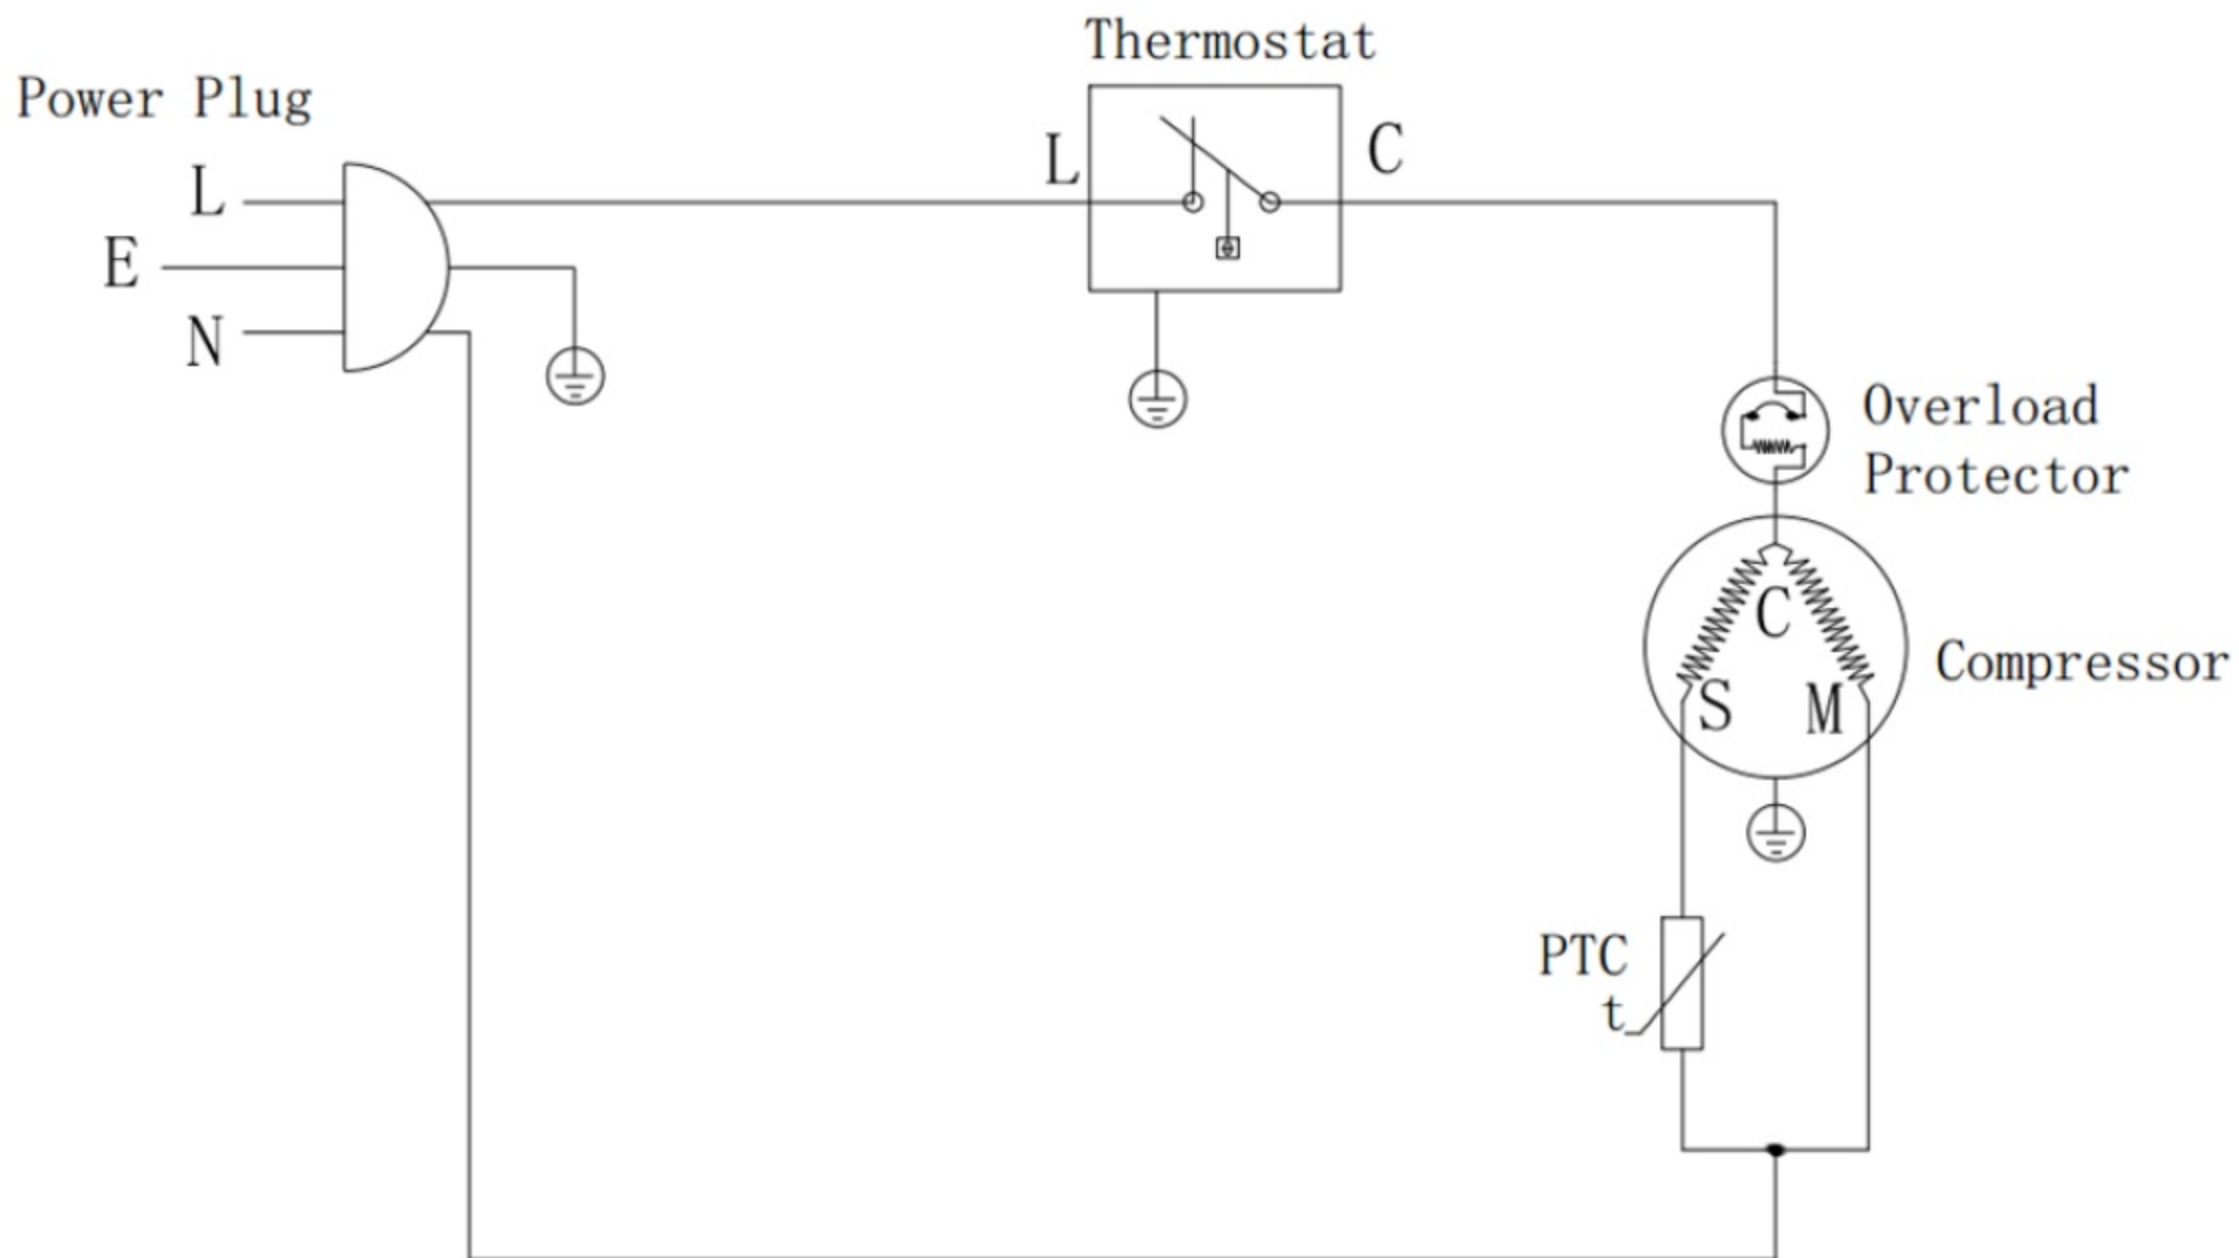 Thermostat
Power Plug
L
E
N
L
C
Overload
Protector
C
S
M
Compressor
PTC
t